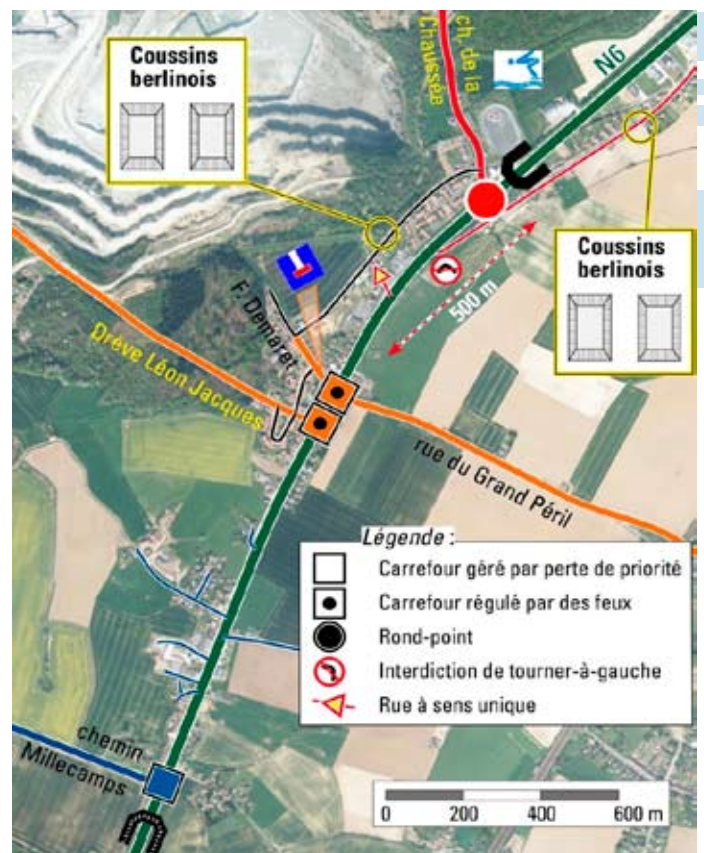 Coussins
berlinois
ch. de la
Chaussée
N6
Coussins
berlinois
500 m
F. Demaret
Drève Léon Jacques
rue du Grand Péril
Légende :
Carrefour géré par perte de priorité
Carrefour régulé par des feux
Rond-point
Interdiction de tourner-à-gauche
Rue à sens unique
chemin
Millecamps
0 200 400 600 m